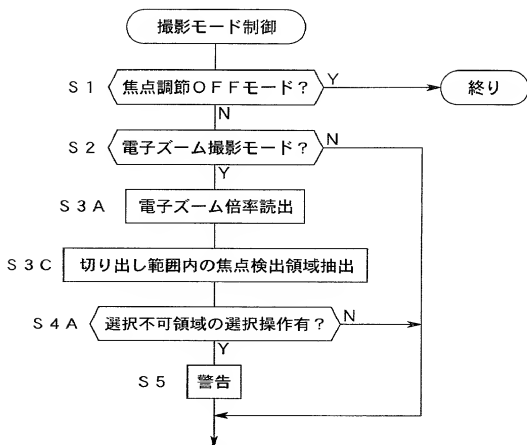 撮影モード制御
S1 焦点調節OFFモード? Y 終り
N
S2 電子ズーム撮影モード? N
Y
S3A 電子ズーム倍率読出
S3C 切り出し範囲内の焦点検出領域抽出
S4A 選択不可領域の選択操作有? N
Y
S5 警告